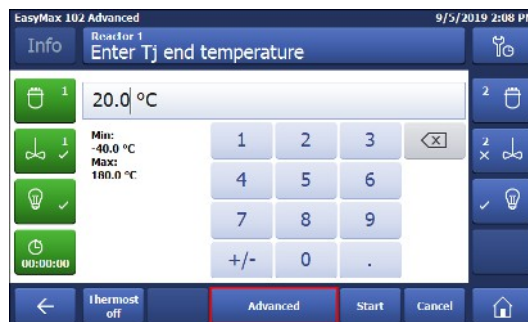 EasyMax 102 Advanced
9/5/2019 2:08 PM
Info
Reactor 1
Enter Tj end temperature
1
20.0 °C
2
1
Min:
-40.0 °C
Max:
180.0 °C
1 2 3
2
4 5 6
7 8 9
00:00:00
+/- 0 .
Thermost
off
Advanced
Start
Cancel